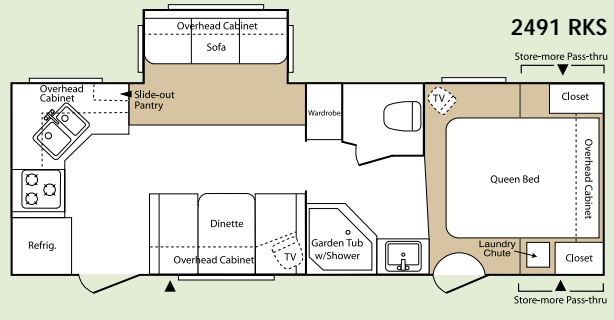 2491 RKS
Overhead Cabinet
Sofa
Store-more Pass-thru
Overhead
Cabinet
Slide-out
Pantry
Wardrobe
TV
Closet
Queen Bed
Overhead Cabinet
Refrig.
Dinette
Overhead Cabinet
TV
Garden Tub
w/Shower
Laundry
Chute
Closet
Store-more Pass-thru